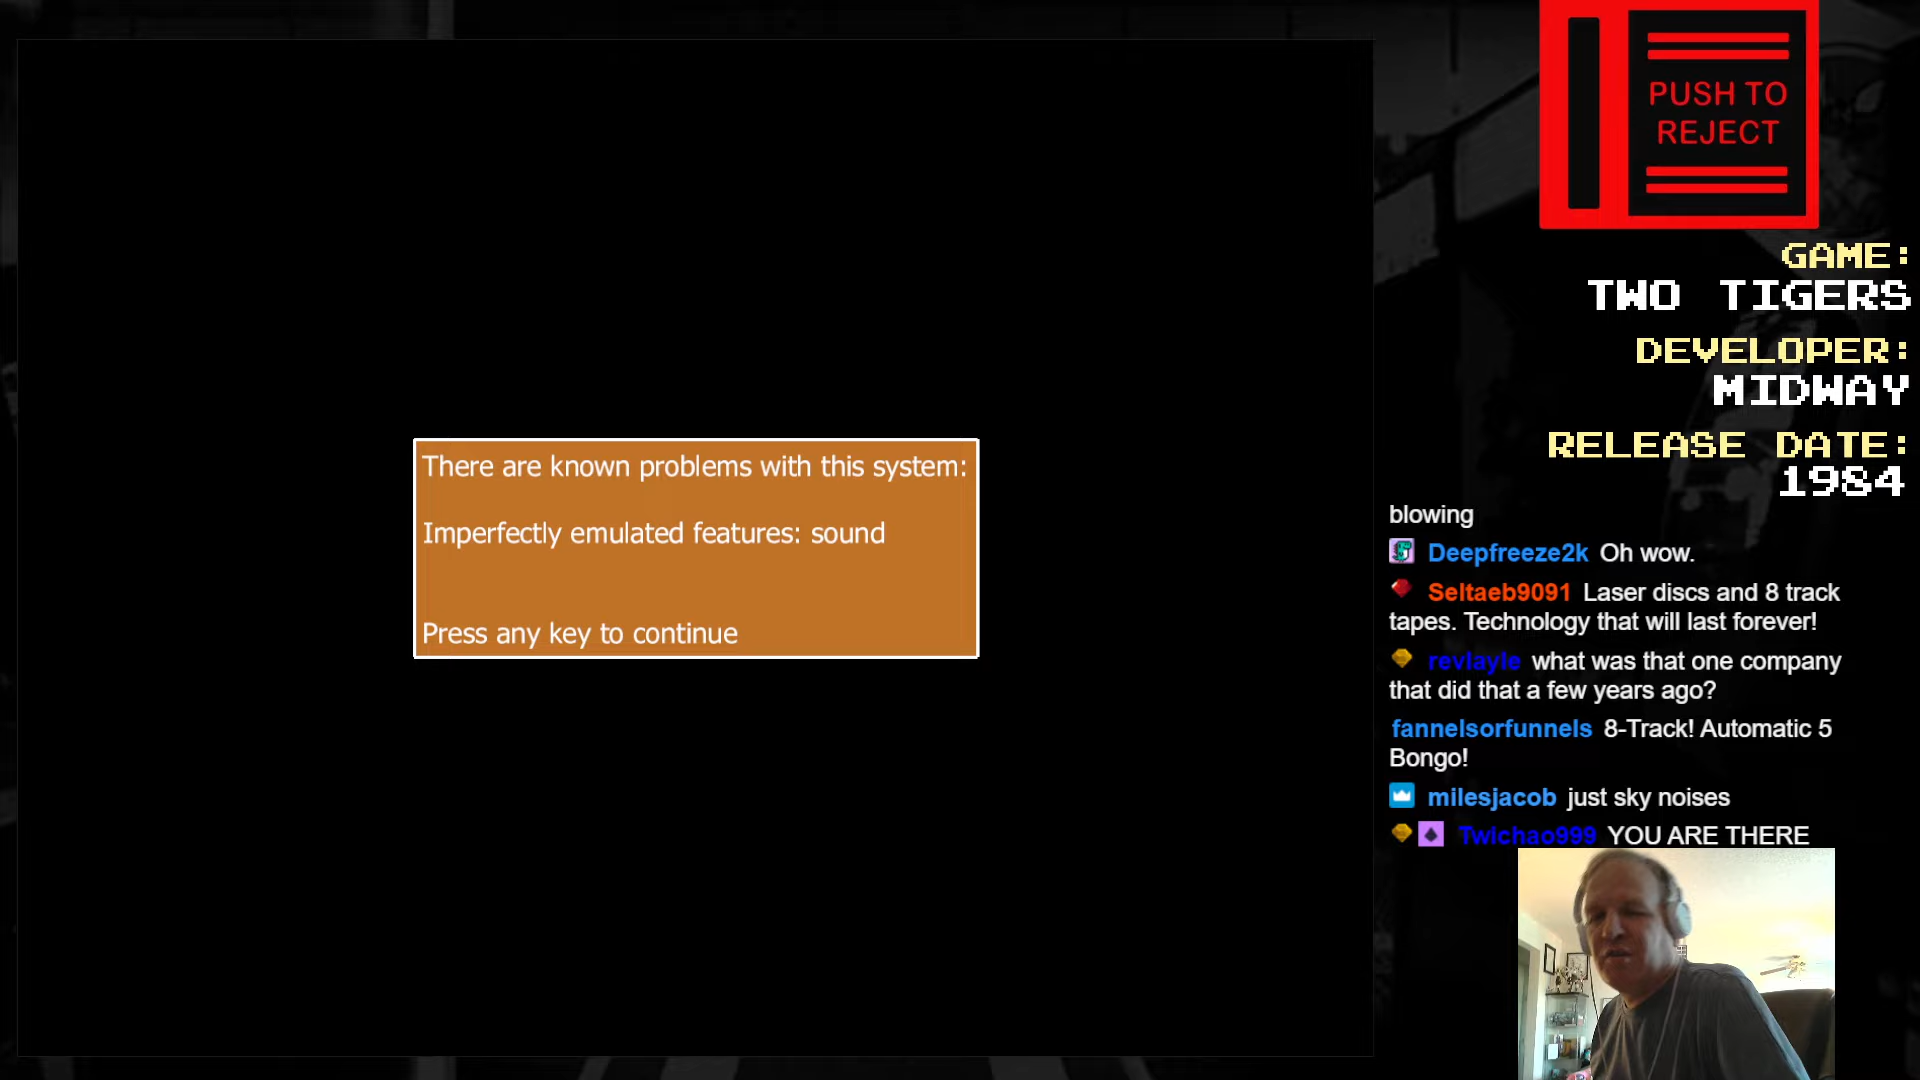 There are known problems with this system:
Imperfectly emulated features: sound
Press any key to continue
PUSH TO
REJECT
GAME:
TWO TIGERS
DEVELOPER:
MIDWAY
RELEASE DATE:
1984
blowing
Deepfreeze2k Oh wow.
Seltaeb9091 Laser discs and 8 track
tapes. Technology that will last forever!
revlayle what was that one company
that did that a few years ago?
fannelsorfunnels 8-Track! Automatic 5
Bongo!
milesjacob just sky noises
Twichao999 YOU ARE THERE